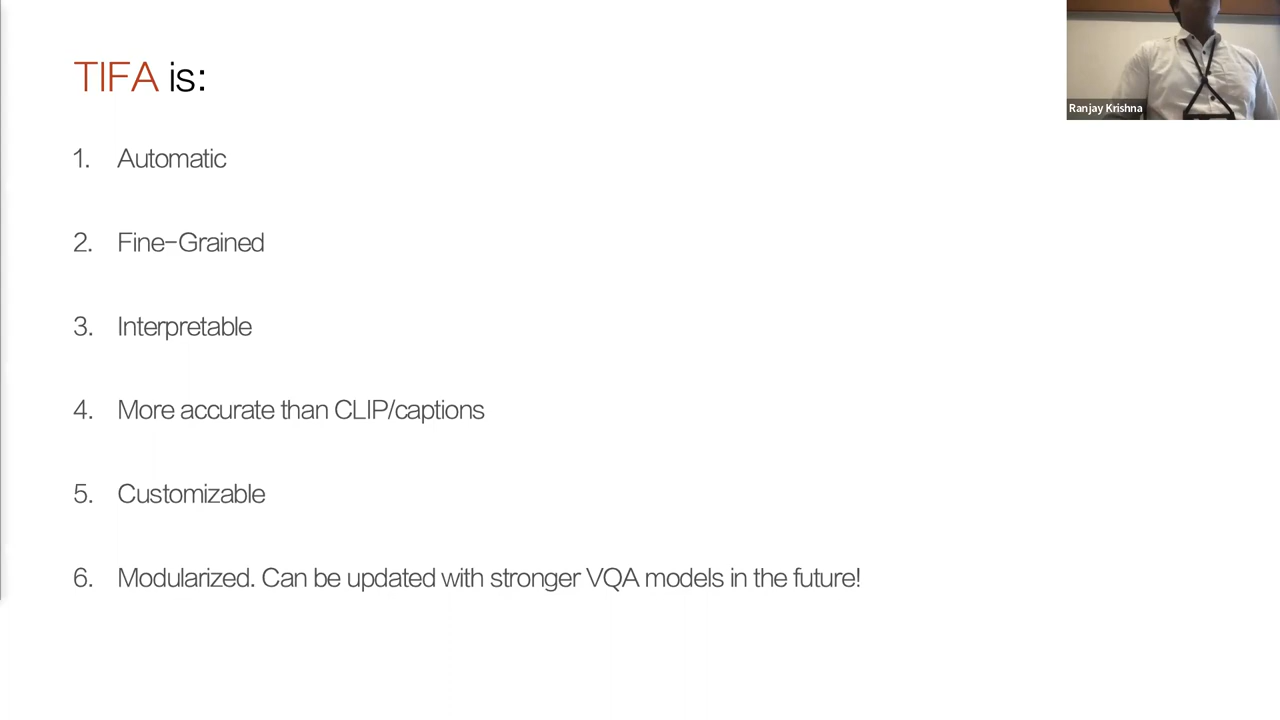 TIFA is:
Ranjay Krishna
1. Automatic
2. Fine-Grained
3. Interpretable
4. More accurate than CLIP/captions
5. Customizable
6. Modularized. Can be updated with stronger VQA models in the future!